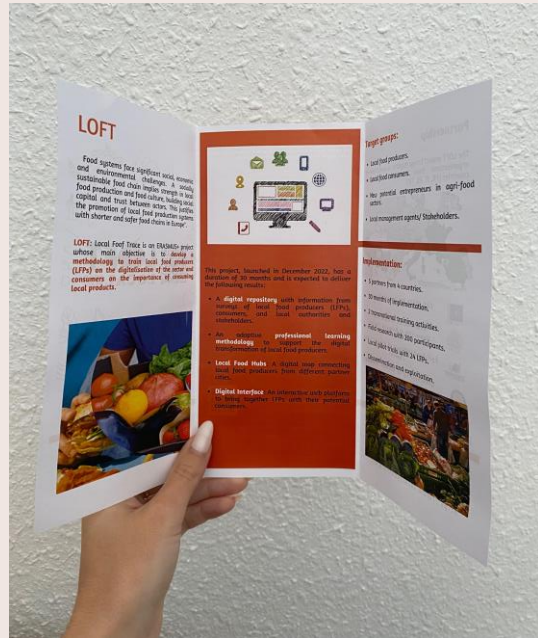 LOFT
Food systems face significant social, economic
and environmental challenges. A socially
sustainable food chain implies strength in local
food production and food culture, building social
capital and trust between actors. This justifies
the promotion of local food production systems
with shorter and safer food chains in Europe".
LOFT: Local Foof Trace is an ERASMUS+ project
whose main objective is to develop a
methodology to train local food producers
(LFPs) on the digitalisation of the sector and
consumers on the importance of consuming
local products.
This project, launched in December 2022, has a
duration of 30 months and is expected to deliver
the following results:
• A digital repository with information from
surveys of local food producers (LFPs),
consumers, and local authorities and
stakeholders.
• An adaptive professional learning
methodology to support the digital
transformation of local food producers.
• Local Food Hubs: A digital map connecting
local food producers from different partner
cities.
• Digital Interface: An interactive web platform
to bring together LFPs with their potential
consumers.
Target groups:
• Local food producers.
• Local food consumers.
• New potential entrepreneurs in agri-food
sectors.
• Local management agents/ Stakeholders.
Implementation:
• partners from 4 countries.
• 30 months of implementation.
• transnational training activities.
• Field research with 200 participants.
• Local pilot trials with 24 LFPs.
• Dissemination and exploitation.